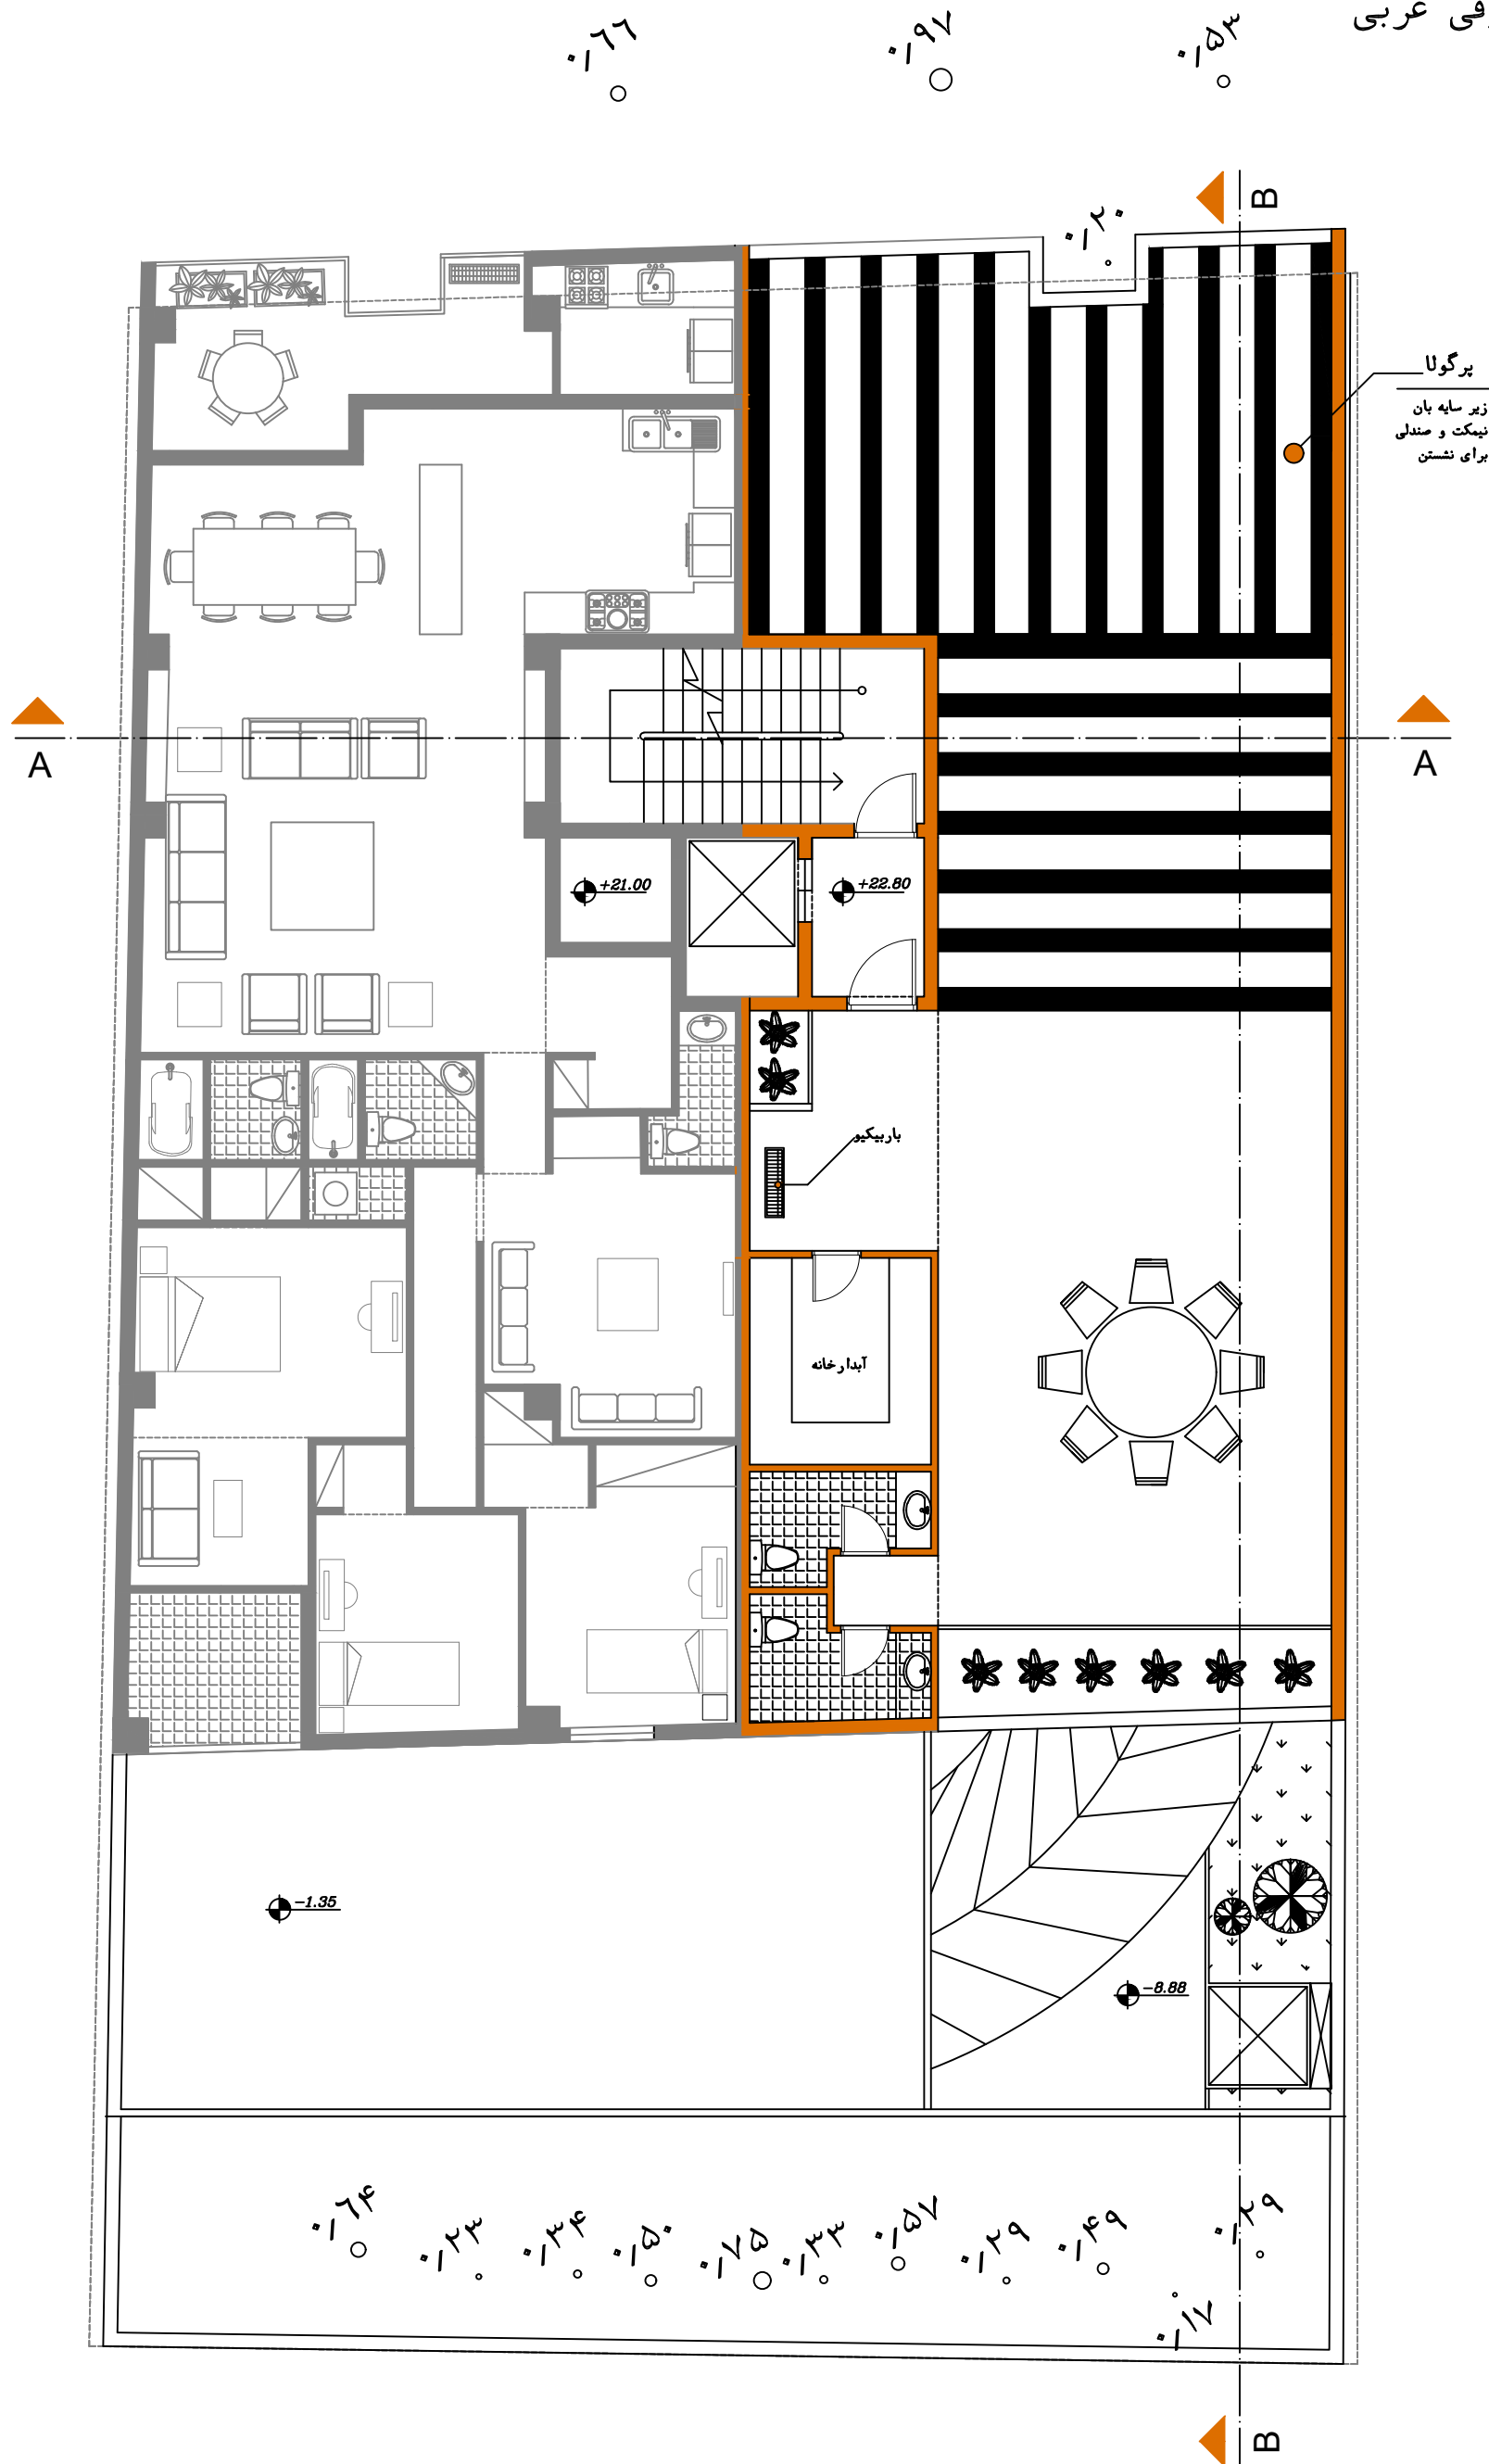 وفی عربی
۰/۶۶
۰/۹۷
۰/۵۳
B
۰/۲۰
پرگولا
زیر سایه بان
نیمکت و صندلی
برای نشستن
A
A
+21.00
+22.80
باربیکیو
آبدارخانه
-1.35
-8.88
۰/۶۴
۰/۲۳
۰/۳۴
۰/۵۰
۰/۷۵
۰/۳۳
۰/۵۷
۰/۲۹
۰/۴۹
۰/۲۹
۰/۱۷
B